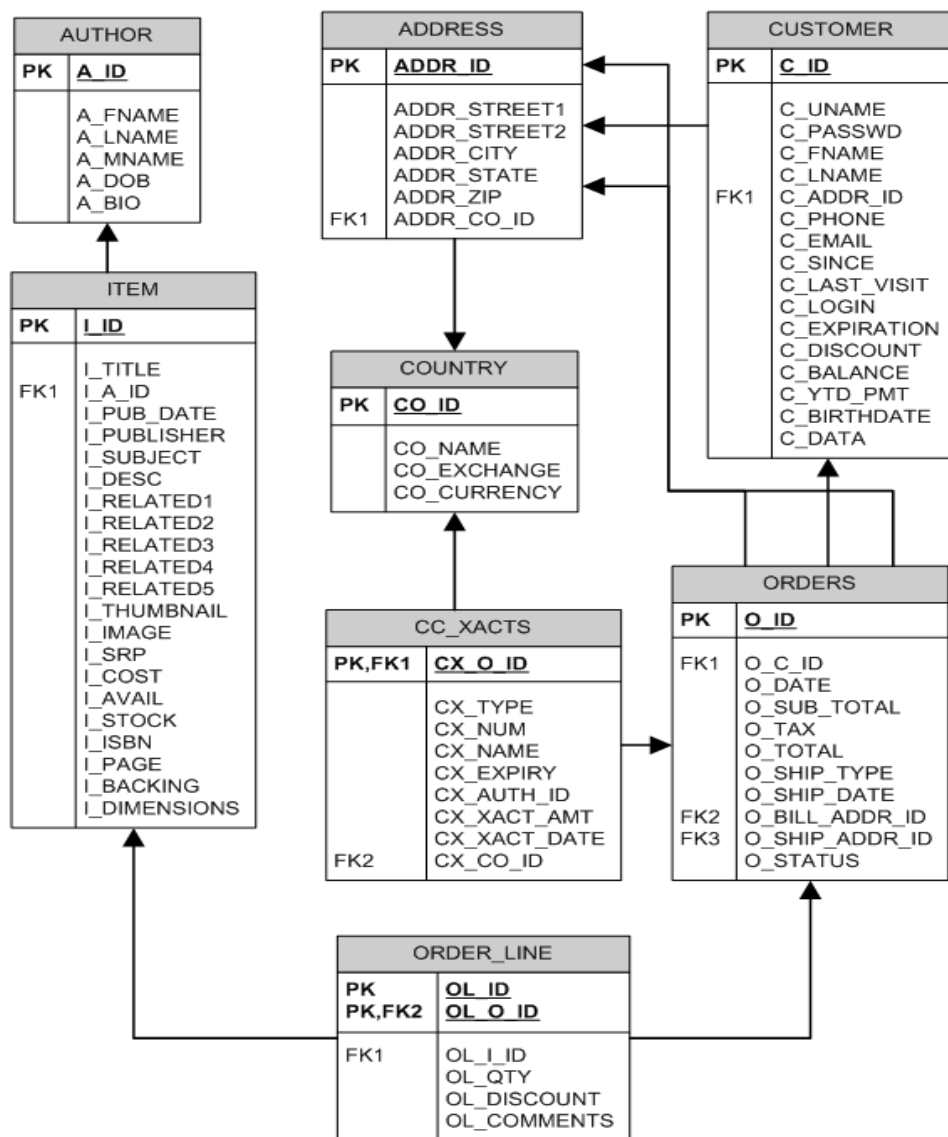 AUTHOR
PK A_ID
A_FNAME
A_LNAME
A_MNAME
A_DOB
A_BIO
ADDRESS
PK ADDR_ID
ADDR_STREET1
ADDR_STREET2
ADDR_CITY
ADDR_STATE
ADDR_ZIP
FK1 ADDR_CO_ID
CUSTOMER
PK C_ID
C_UNAME
C_PASSWD
C_FNAME
C_LNAME
FK1 C_ADDR_ID
C_PHONE
C_EMAIL
C_SINCE
C_LAST_VISIT
C_LOGIN
C_EXPIRATION
C_DISCOUNT
C_BALANCE
C_YTD_PMT
C_BIRTHDATE
C_DATA
ITEM
PK I_ID
I_TITLE
FK1 I_A_ID
I_PUB_DATE
I_PUBLISHER
I_SUBJECT
I_DESC
I_RELATED1
I_RELATED2
I_RELATED3
I_RELATED4
I_RELATED5
I_THUMBNAIL
I_IMAGE
I_SRP
I_COST
I_AVAIL
I_STOCK
I_ISBN
I_PAGE
I_BACKING
I_DIMENSIONS
COUNTRY
PK CO_ID
CO_NAME
CO_EXCHANGE
CO_CURRENCY
CC_XACTS
PK,FK1 CX_O_ID
CX_TYPE
CX_NUM
CX_NAME
CX_EXPIRY
CX_AUTH_ID
CX_XACT_AMT
CX_XACT_DATE
FK2 CX_CO_ID
ORDERS
PK O_ID
FK1 O_C_ID
O_DATE
O_SUB_TOTAL
O_TAX
O_TOTAL
O_SHIP_TYPE
O_SHIP_DATE
FK2 O_BILL_ADDR_ID
FK3 O_SHIP_ADDR_ID
O_STATUS
ORDER_LINE
PK OL_ID
PK,FK2 OL_O_ID
FK1 OL_I_ID
OL_QTY
OL_DISCOUNT
OL_COMMENTS